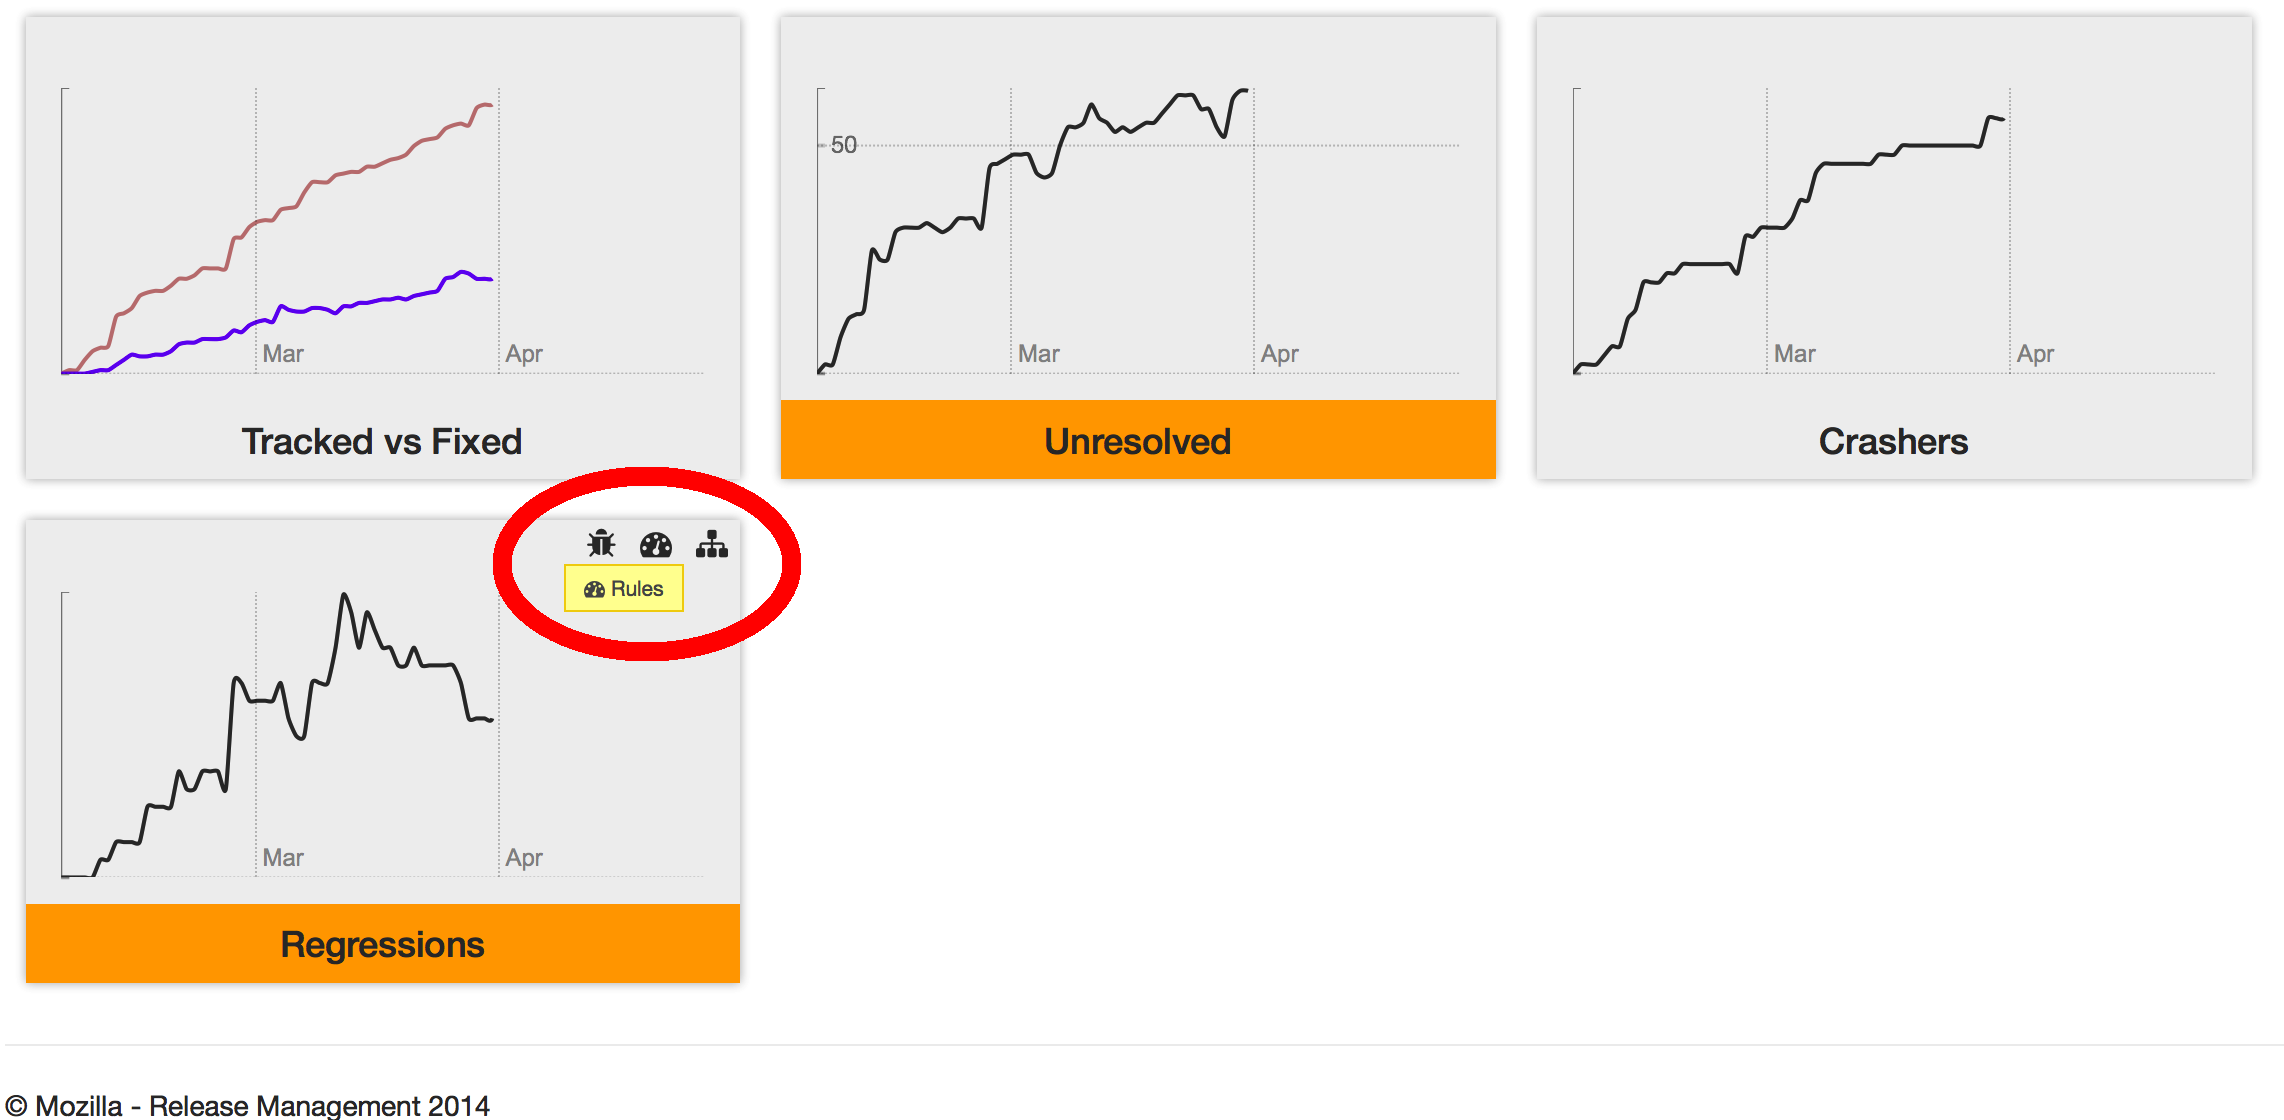 Mar
Apr
Tracked vs Fixed
50
Mar
Apr
Unresolved
Mar
Apr
Crashers
Rules
Mar
Apr
Regressions
© Mozilla - Release Management 2014